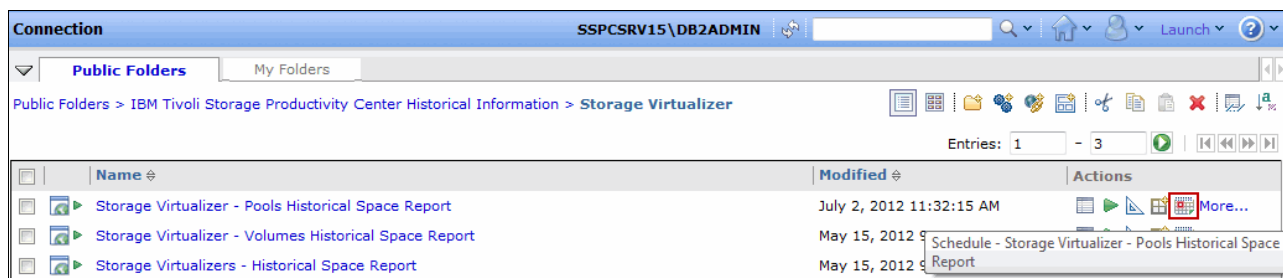 Connection SSPCSRV15\DB2ADMIN Launch
Public Folders My Folders
Public Folders > IBM Tivoli Storage Productivity Center Historical Information > Storage Virtualizer
Entries: 1 - 3
Name Modified Actions
Storage Virtualizer - Pools Historical Space Report July 2, 2012 11:32:15 AM More...
Storage Virtualizer - Volumes Historical Space Report May 15, 2012 9
Schedule - Storage Virtualizer - Pools Historical Space
Report
Storage Virtualizers - Historical Space Report May 15, 2012 9